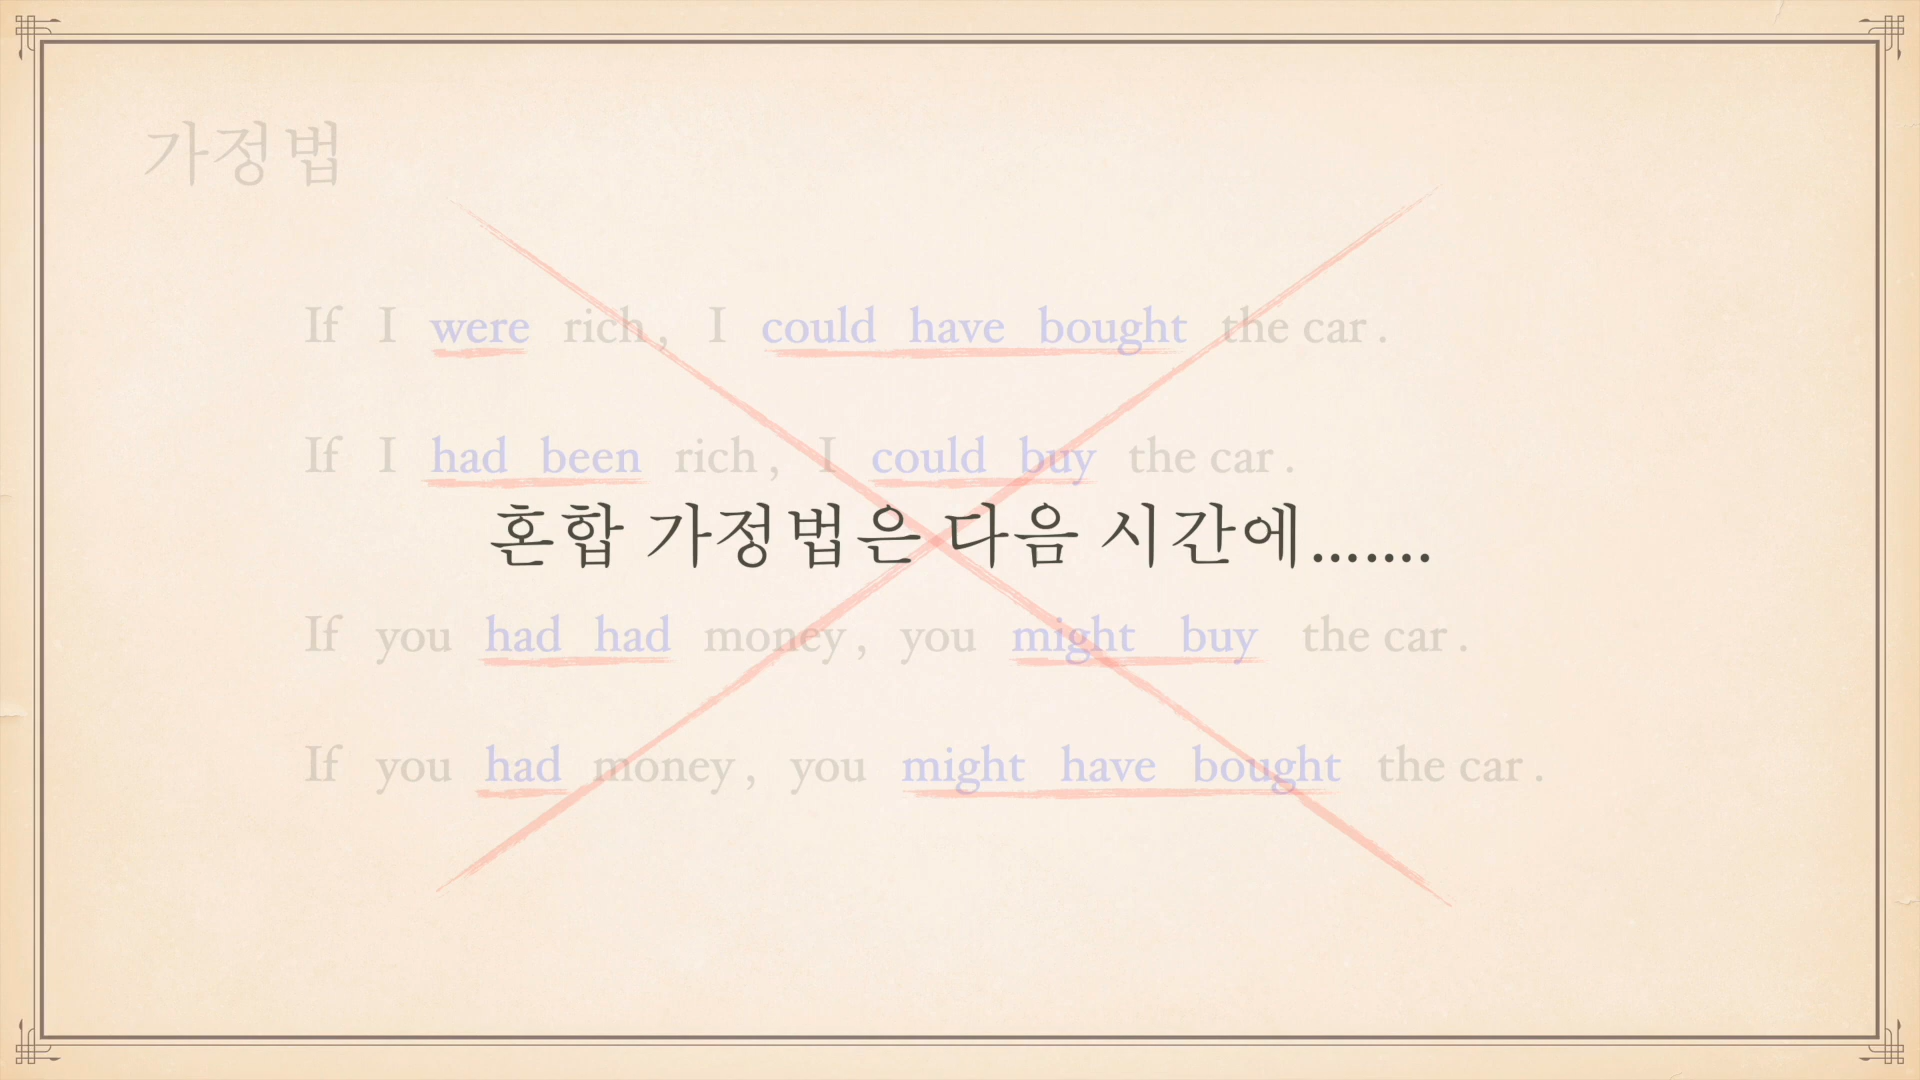 가정법
If I were rich, I could have bought the car.
If I had been rich, I could buy the car.
혼합 가정법은 다음 시간에.......
If you had had money, you might buy the car.
If you had money, you might have bought the car.